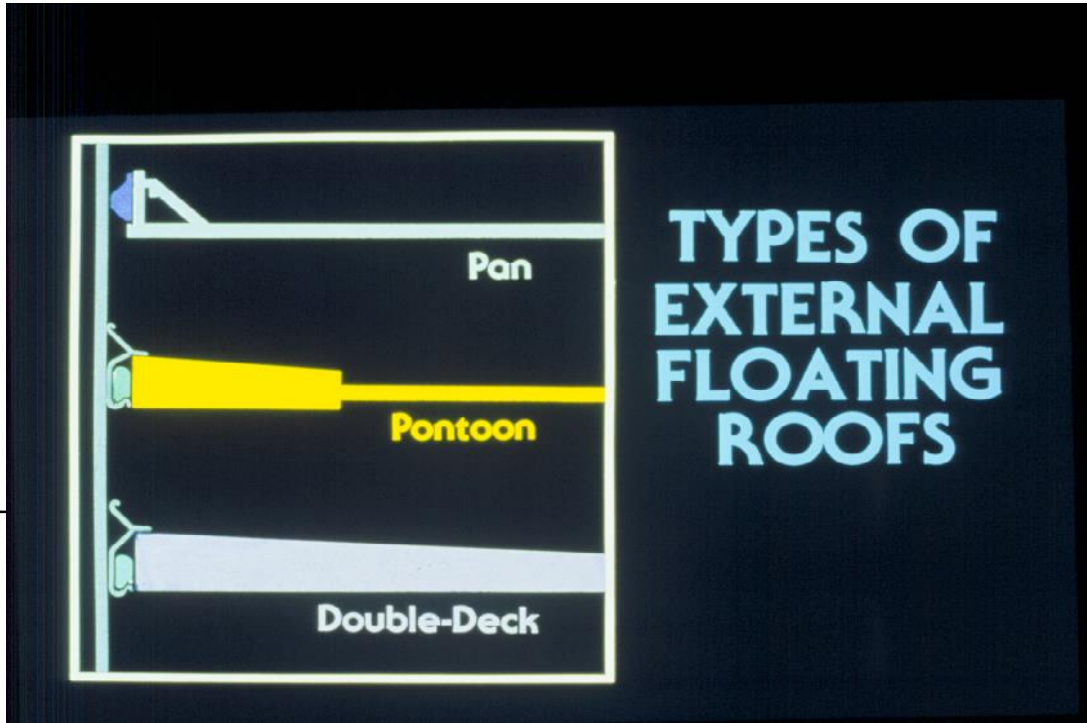 Pan
Pontoon
Double-Deck
TYPES OF
EXTERNAL
FLOATING
ROOFS